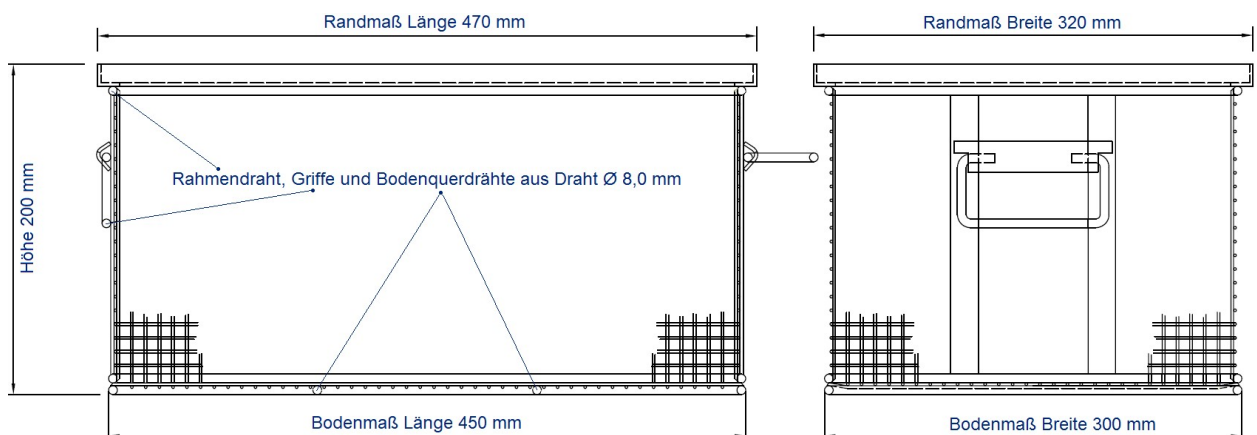 Randmaß Länge 470 mm
Randmaß Breite 320 mm
Höhe 200 mm
Rahmendraht, Griffe und Bodenquerdrähte aus Draht Ø 8,0 mm
Bodenmaß Länge 450 mm
Bodenmaß Breite 300 mm